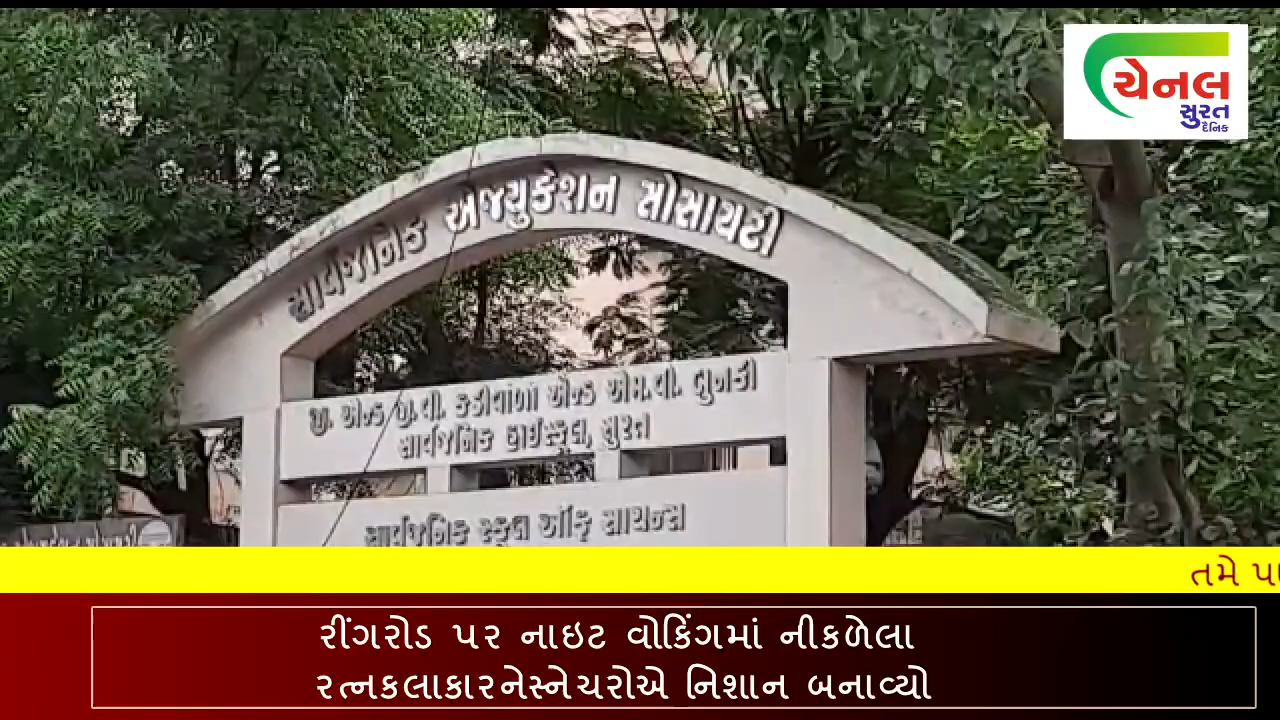 ચેનલ
સુરત
દૈનિક
સાર્વજનિક એજ્યુકેશન સોસાયટી
જી. એન્ડ જી.વી. કડીવાળા એન્ડ એમ.વી. બુનકી
સાર્વજનિક હાઈસ્કૂલ, સુરત
સાર્વજનિક સ્કૂલ ઑફ સાયન્સ
તમે
રીંગરોડ પર નાઇટ વોકિંગમાં નીકળેલા
રત્નકલાકારનેસ્નેચરોએ નિશાન બનાવ્યો